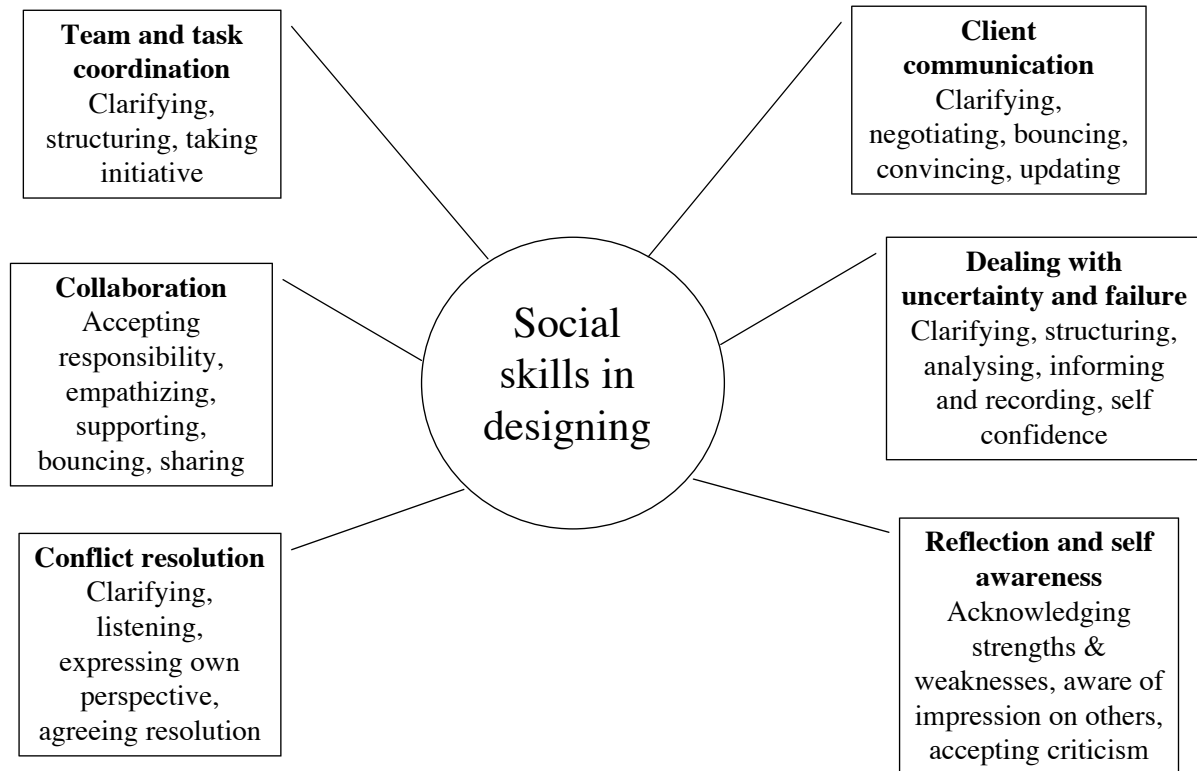 Team and task
coordination
Clarifying,
structuring, taking
initiative
Client
communication
Clarifying,
negotiating, bouncing,
convincing, updating
Collaboration
Accepting
responsibility,
empathizing,
supporting,
bouncing, sharing
Social
skills in
designing
Dealing with
uncertainty and failure
Clarifying, structuring,
analysing, informing
and recording, self
confidence
Conflict resolution
Clarifying,
listening,
expressing own
perspective,
agreeing resolution
Reflection and self
awareness
Acknowledging
strengths &
weaknesses, aware of
impression on others,
accepting criticism